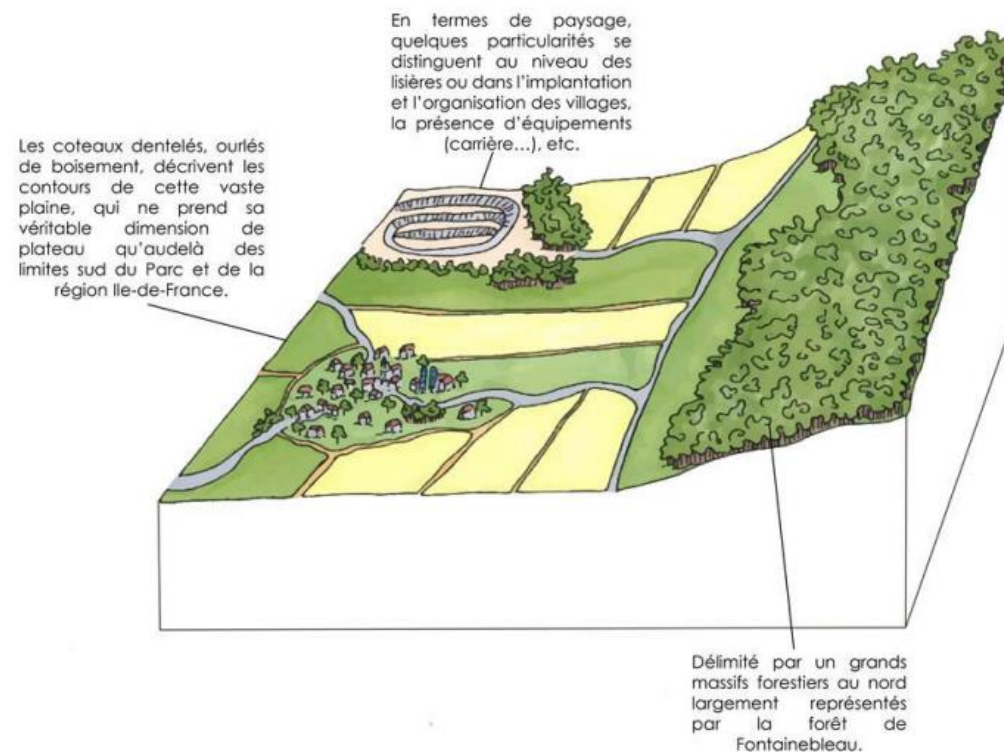 En termes de paysage,
quelques particularités se
distinguent au niveau des
lisières ou dans l'implantation
et l'organisation des villages,
la présence d'équipements
(carrière...), etc.
Les coteaux dentelés, ourlés
de boisement, décrivent les
contours de cette vaste
plaine, qui ne prend sa
véritable dimension de
plateau qu'audelà des
limites sud du Parc et de la
région Ile-de-France.
Délimité par un grands
massifs forestiers au nord
largement représentés
par la forêt de
Fontainebleau.